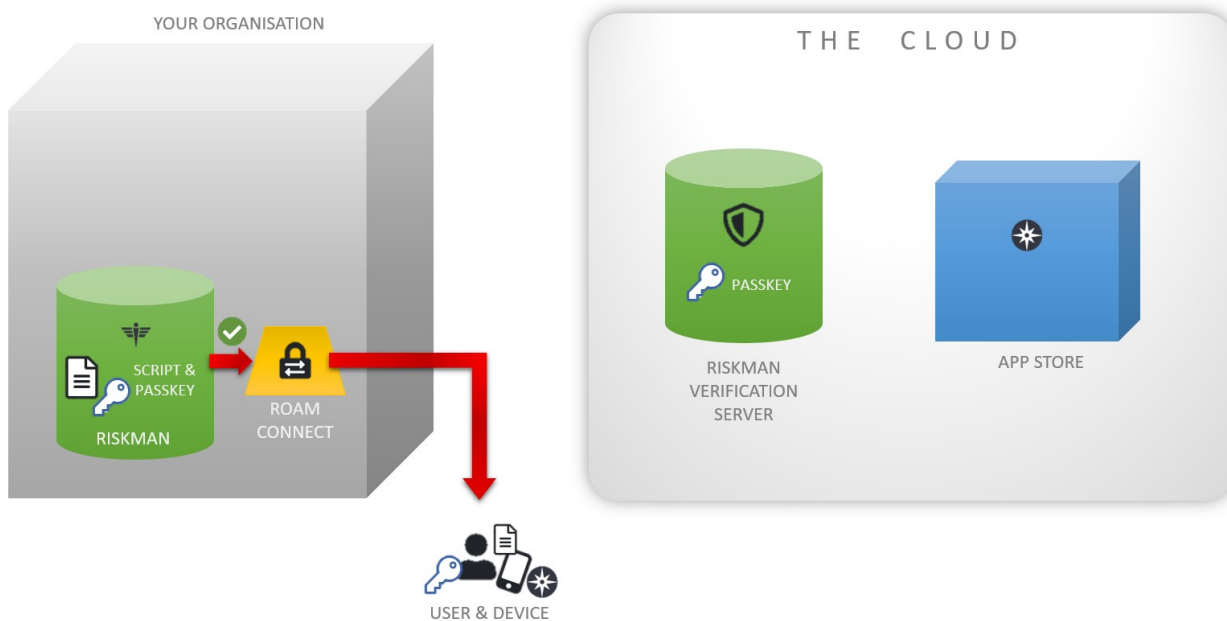 YOUR ORGANISATION
THE CLOUD
SCRIPT &
PASSKEY
RISKMAN
ROAM
CONNECT
PASSKEY
RISKMAN
VERIFICATION
SERVER
APP STORE
USER & DEVICE